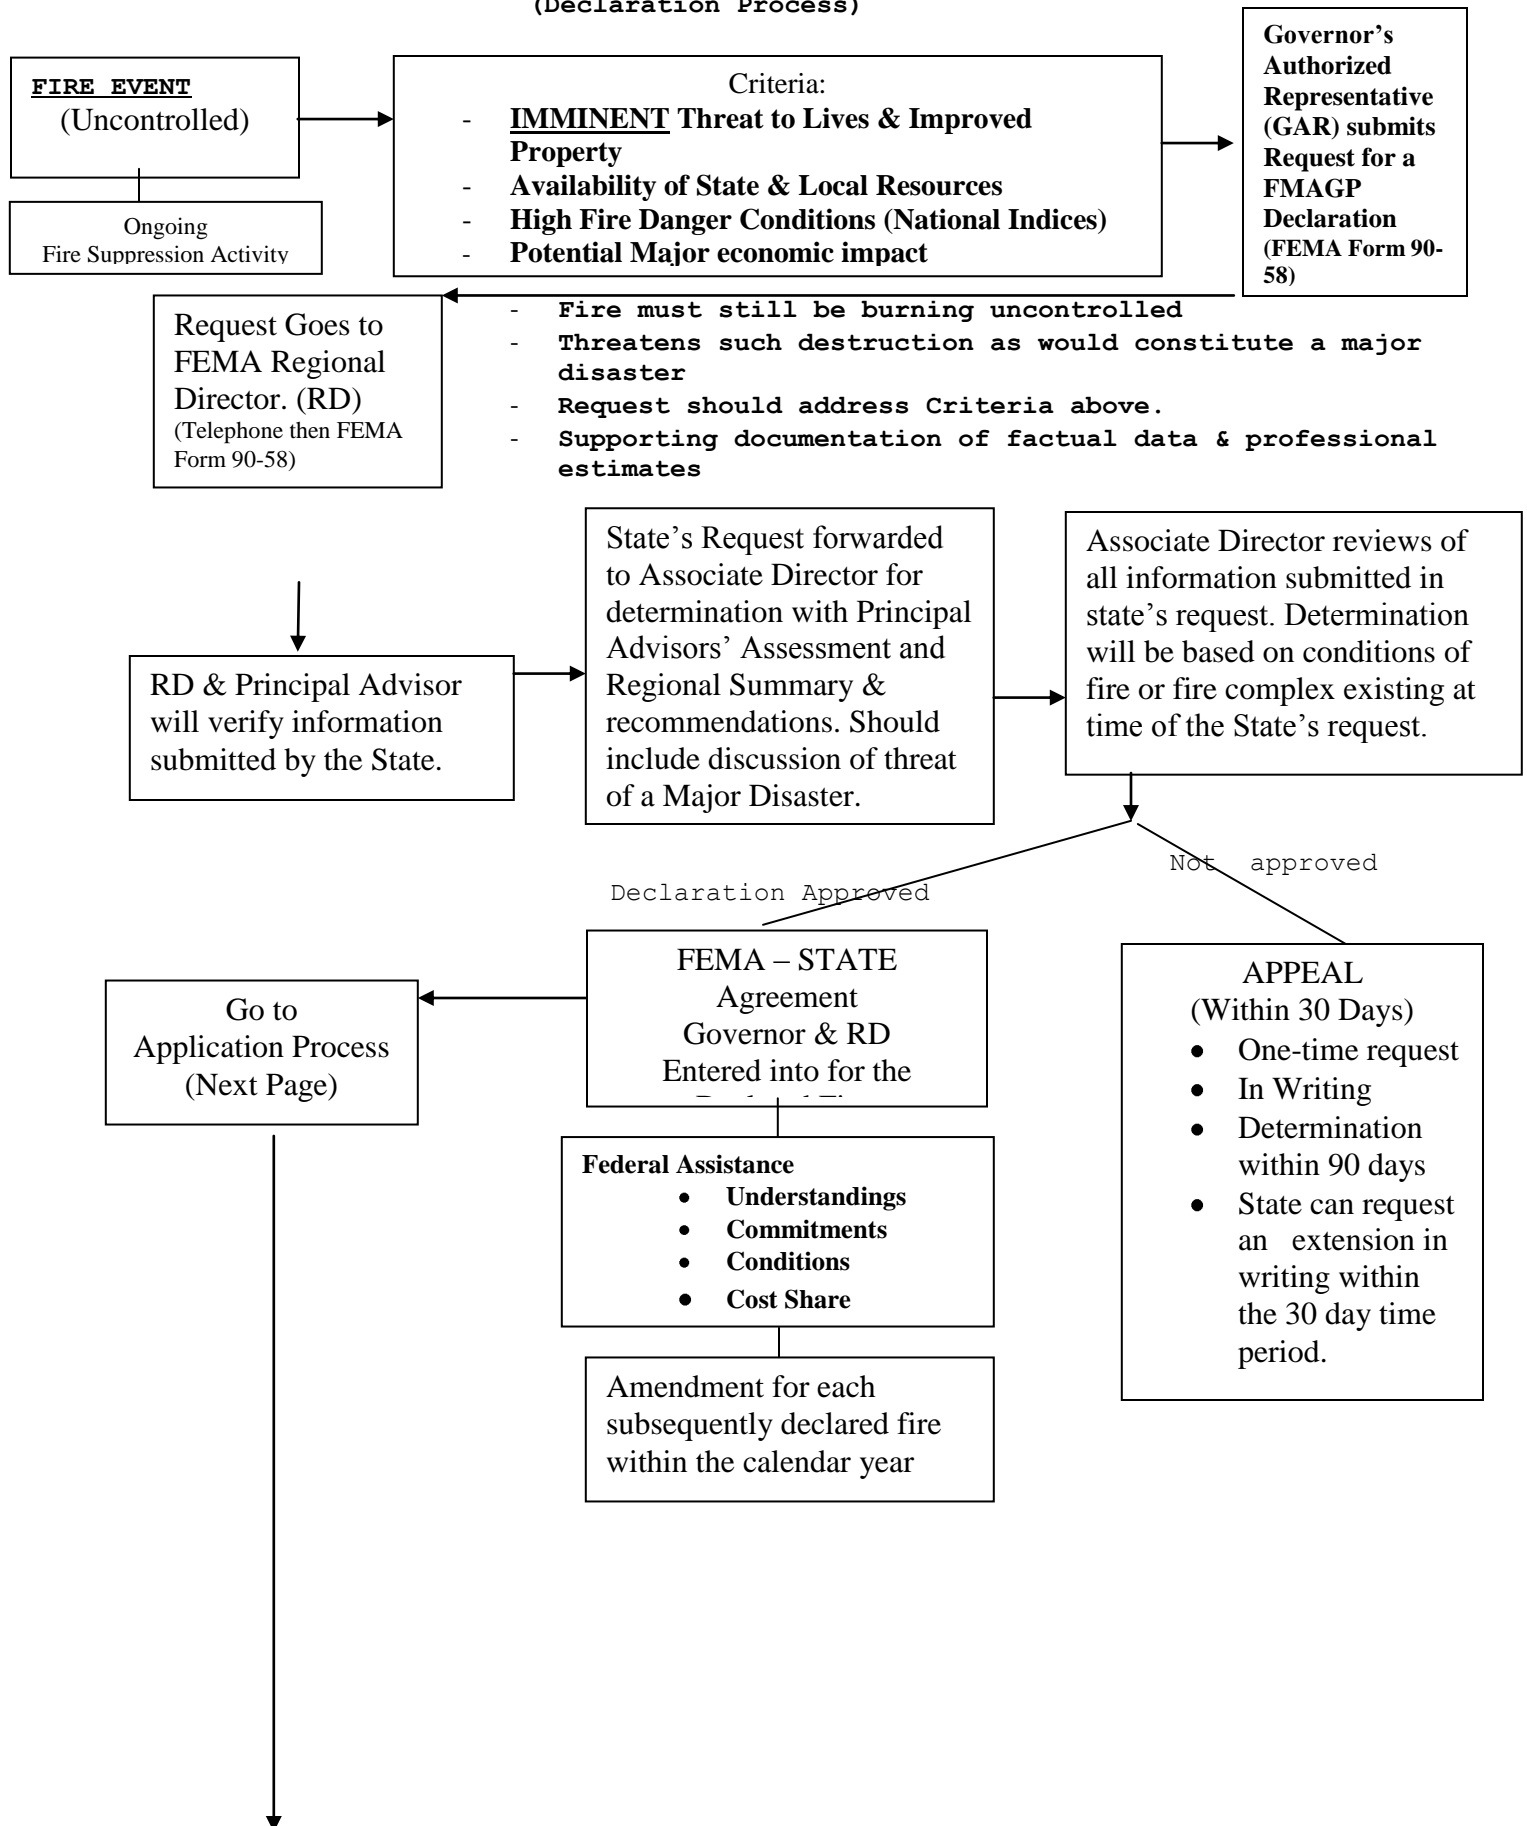 (Declaration Process)
FIRE EVENT
(Uncontrolled)
Ongoing
Fire Suppression Activity
Criteria:
- IMMINENT Threat to Lives & Improved
Property
- Availability of State & Local Resources
- High Fire Danger Conditions (National Indices)
- Potential Major economic impact
Governor’s
Authorized
Representative
(GAR) submits
Request for a
FMAGP
Declaration
(FEMA Form 90-
58)
Request Goes to
FEMA Regional
Director. (RD)
(Telephone then FEMA
Form 90-58)
- Fire must still be burning uncontrolled
- Threatens such destruction as would constitute a major
disaster
- Request should address Criteria above.
- Supporting documentation of factual data & professional
estimates
RD & Principal Advisor
will verify information
submitted by the State.
State’s Request forwarded
to Associate Director for
determination with Principal
Advisors’ Assessment and
Regional Summary &
recommendations. Should
include discussion of threat
of a Major Disaster.
Associate Director reviews of
all information submitted in
state’s request. Determination
will be based on conditions of
fire or fire complex existing at
time of the State’s request.
Declaration Approved
Not approved
FEMA – STATE
Agreement
Governor & RD
Entered into for the
Go to
Application Process
(Next Page)
Federal Assistance
• Understandings
• Commitments
• Conditions
• Cost Share
Amendment for each
subsequently declared fire
within the calendar year
APPEAL
(Within 30 Days)
• One-time request
• In Writing
• Determination
within 90 days
• State can request
an extension in
writing within
the 30 day time
period.